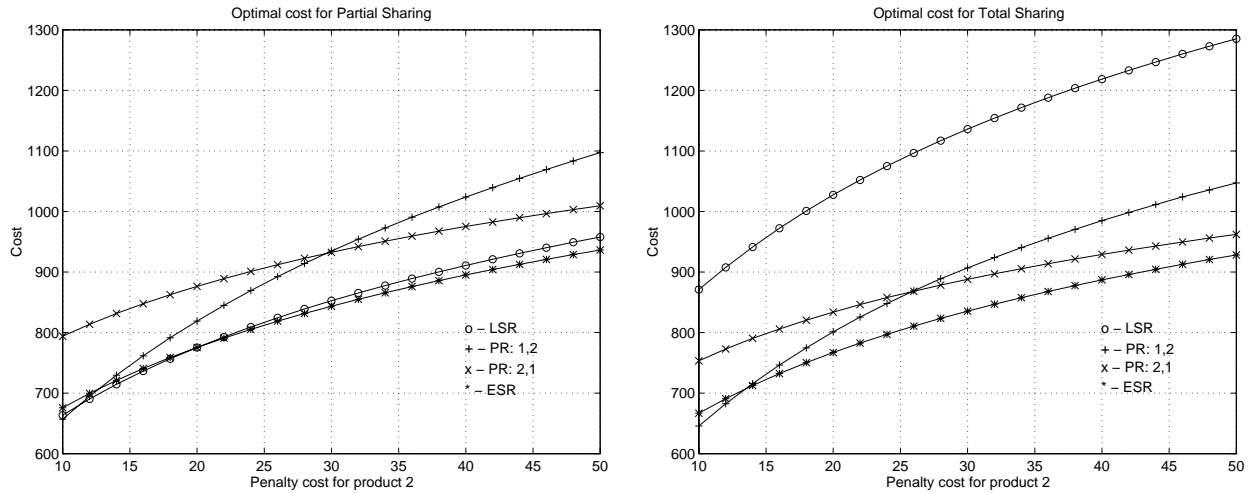 Optimal cost for Partial Sharing
1300
1200
1100
1000
900
800
700
600
Cost
o – LSR
+ – PR: 1,2
x – PR: 2,1
* – ESR
10 15 20 25 30 35 40 45 50
Penalty cost for product 2
Optimal cost for Total Sharing
1300
1200
1100
1000
900
800
700
600
Cost
o – LSR
+ – PR: 1,2
x – PR: 2,1
* – ESR
10 15 20 25 30 35 40 45 50
Penalty cost for product 2